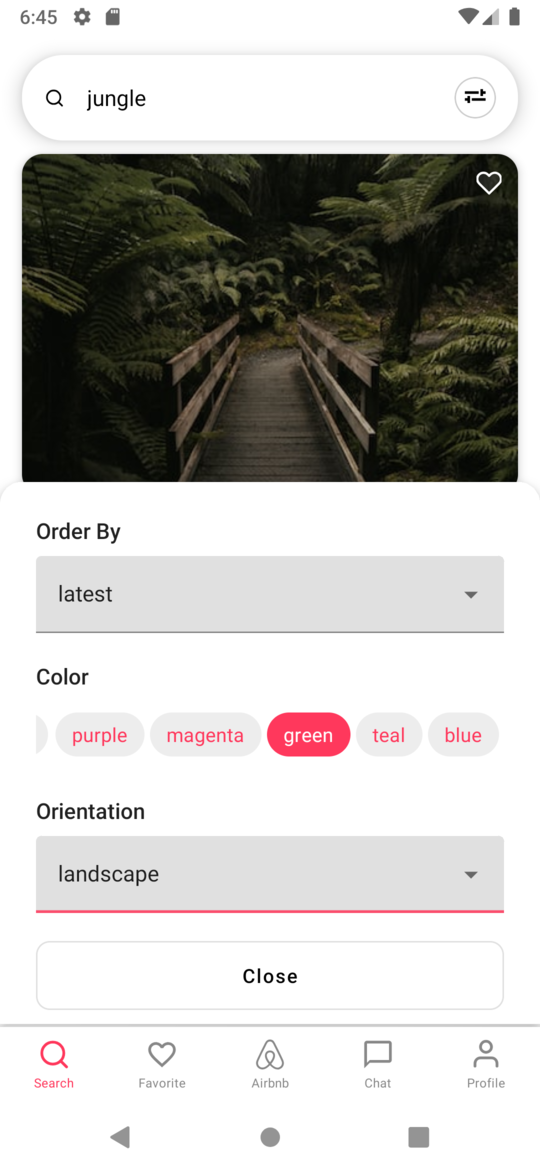 6:45
jungle
Order By
latest
Color
purple magenta green teal blue
Orientation
landscape
Close
Search Favorite Airbnb Chat Profile